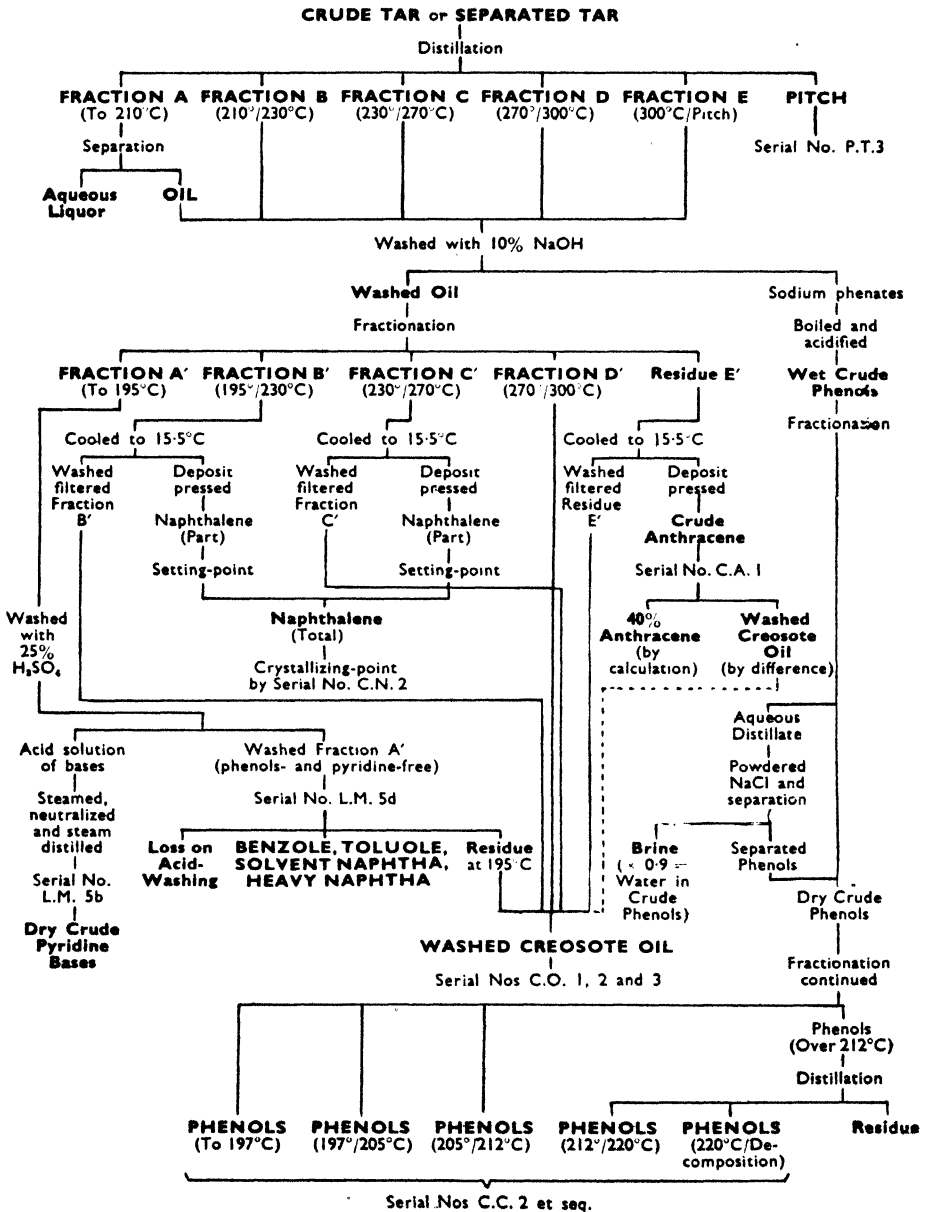 CRUDE TAR or SEPARATED TAR
Distillation
FRACTION A FRACTION B FRACTION C FRACTION D FRACTION E PITCH
(To 210°C) (210°/230°C) (230°/270°C) (270°/300°C) (300°C/Pitch)
Separation
Serial No. P.T.3
Aqueous
Liquor
OIL
Washed with 10% NaOH
Washed Oil
Sodium phenates
Fractionation
Boiled and
acidified
FRACTION A′ FRACTION B′ FRACTION C′ FRACTION D′ Residue E′
(To 195°C) (195°/230°C) (230°/270°C) (270°/300°C)
Wet Crude
Phenols
Fractionation
Cooled to 15·5°C
Cooled to 15·5°C
Cooled to 15·5°C
Washed
filtered
Fraction
B′
Deposit
pressed
Naphthalene
(Part)
Setting-point
Washed
filtered
Fraction
C′
Deposit
pressed
Naphthalene
(Part)
Setting-point
Washed
filtered
Residue
E′
Deposit
pressed
Crude
Anthracene
Serial No. C.A. 1
Washed
with
25%
H₂SO₄
Naphthalene
(Total)
Crystallizing-point
by Serial No. C.N. 2
40%
Anthracene
(by
calculation)
Washed
Creosote
Oil
(by difference)
Aqueous
Distillate
Powdered
NaCl and
separation
Acid solution
of bases
Steamed,
neutralized
and steam
distilled
Serial No.
L.M. 5b
Dry Crude
Pyridine
Bases
Washed Fraction A′
(phenols- and pyridine-free)
Serial No. L.M. 5d
Loss on
Acid-
Washing
BENZOLE, TOLUOLE,
SOLVENT NAPHTHA,
HEAVY NAPHTHA
Residue
at 195°C
Brine
(× 0·9 =
Water in
Crude
Phenols)
Separated
Phenols
Dry Crude
Phenols
WASHED CREOSOTE OIL
Serial Nos C.O. 1, 2 and 3
Fractionation
continued
Phenols
(Over 212°C)
Distillation
PHENOLS PHENOLS PHENOLS PHENOLS PHENOLS Residue
(To 197°C) (197°/205°C) (205°/212°C) (212°/220°C) (220°C/De-
composition)
Serial Nos C.C. 2 et seq.